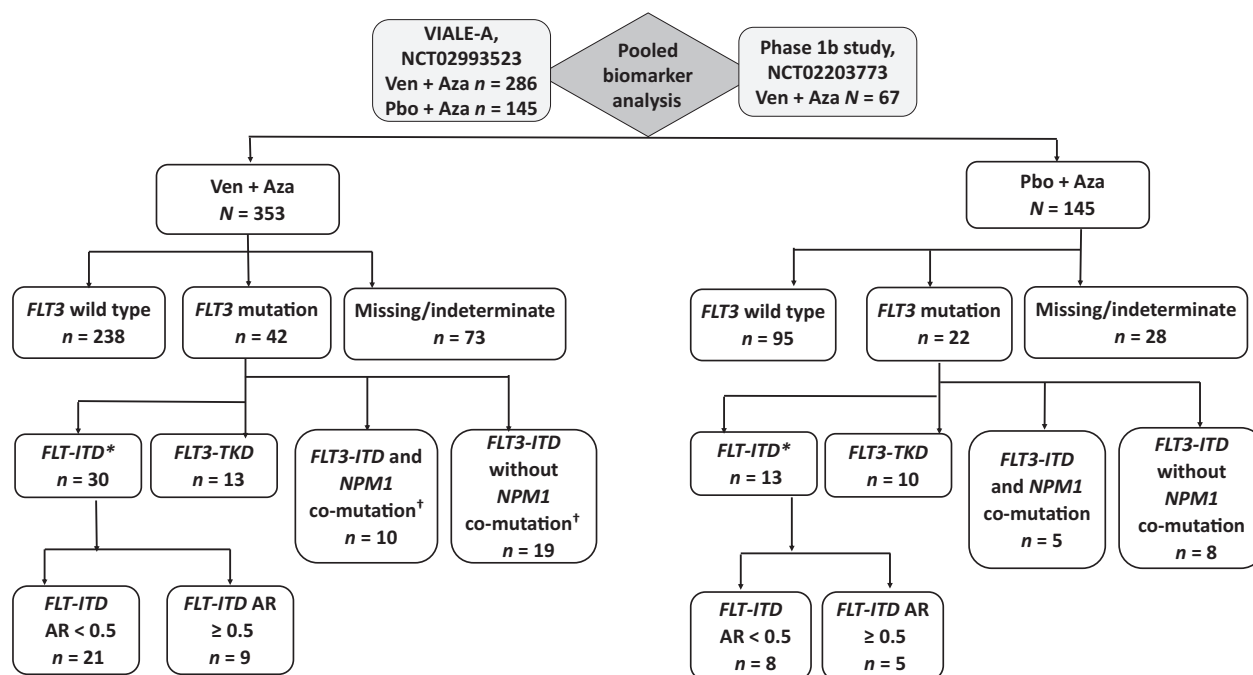 VIALE-A,
NCT02993523
Ven + Aza n = 286
Pbo + Aza n = 145
Pooled
biomarker
analysis
Phase 1b study,
NCT02203773
Ven + Aza N = 67
Ven + Aza
N = 353
Pbo + Aza
N = 145
FLT3 wild type
n = 238
FLT3 mutation
n = 42
Missing/indeterminate
n = 73
FLT3 wild type
n = 95
FLT3 mutation
n = 22
Missing/indeterminate
n = 28
FLT-ITD*
n = 30
FLT3-TKD
n = 13
FLT3-ITD and
NPM1
co-mutation†
n = 10
FLT3-ITD
without
NPM1
co-mutation†
n = 19
FLT-ITD*
n = 13
FLT3-TKD
n = 10
FLT3-ITD
and NPM1
co-mutation
n = 5
FLT3-ITD
without
NPM1
co-mutation
n = 8
FLT-ITD
AR < 0.5
n = 21
FLT-ITD AR
≥ 0.5
n = 9
FLT-ITD
AR < 0.5
n = 8
FLT-ITD AR
≥ 0.5
n = 5